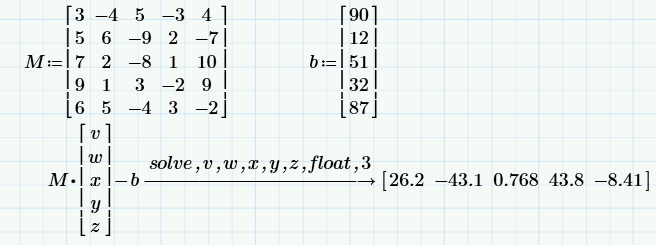 M:=[3 −4 5 −3 4] b:=[90]
[5 6 −9 2 −7] [12]
[7 2 −8 1 10] [51]
[9 1 3 −2 9] [32]
[6 5 −4 3 −2] [87]
M⋅[v w x y z]−b solve,v,w,x,y,z,float,3 → [26.2 −43.1 0.768 43.8 −8.41]